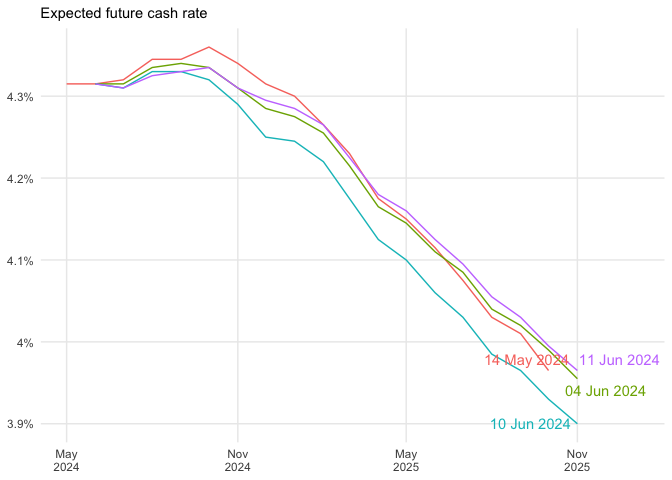 Expected future cash rate
4.3%
4.2%
4.1%
4%
3.9%
14 May 2024
11 Jun 2024
04 Jun 2024
10 Jun 2024
May
2024
Nov
2024
May
2025
Nov
2025